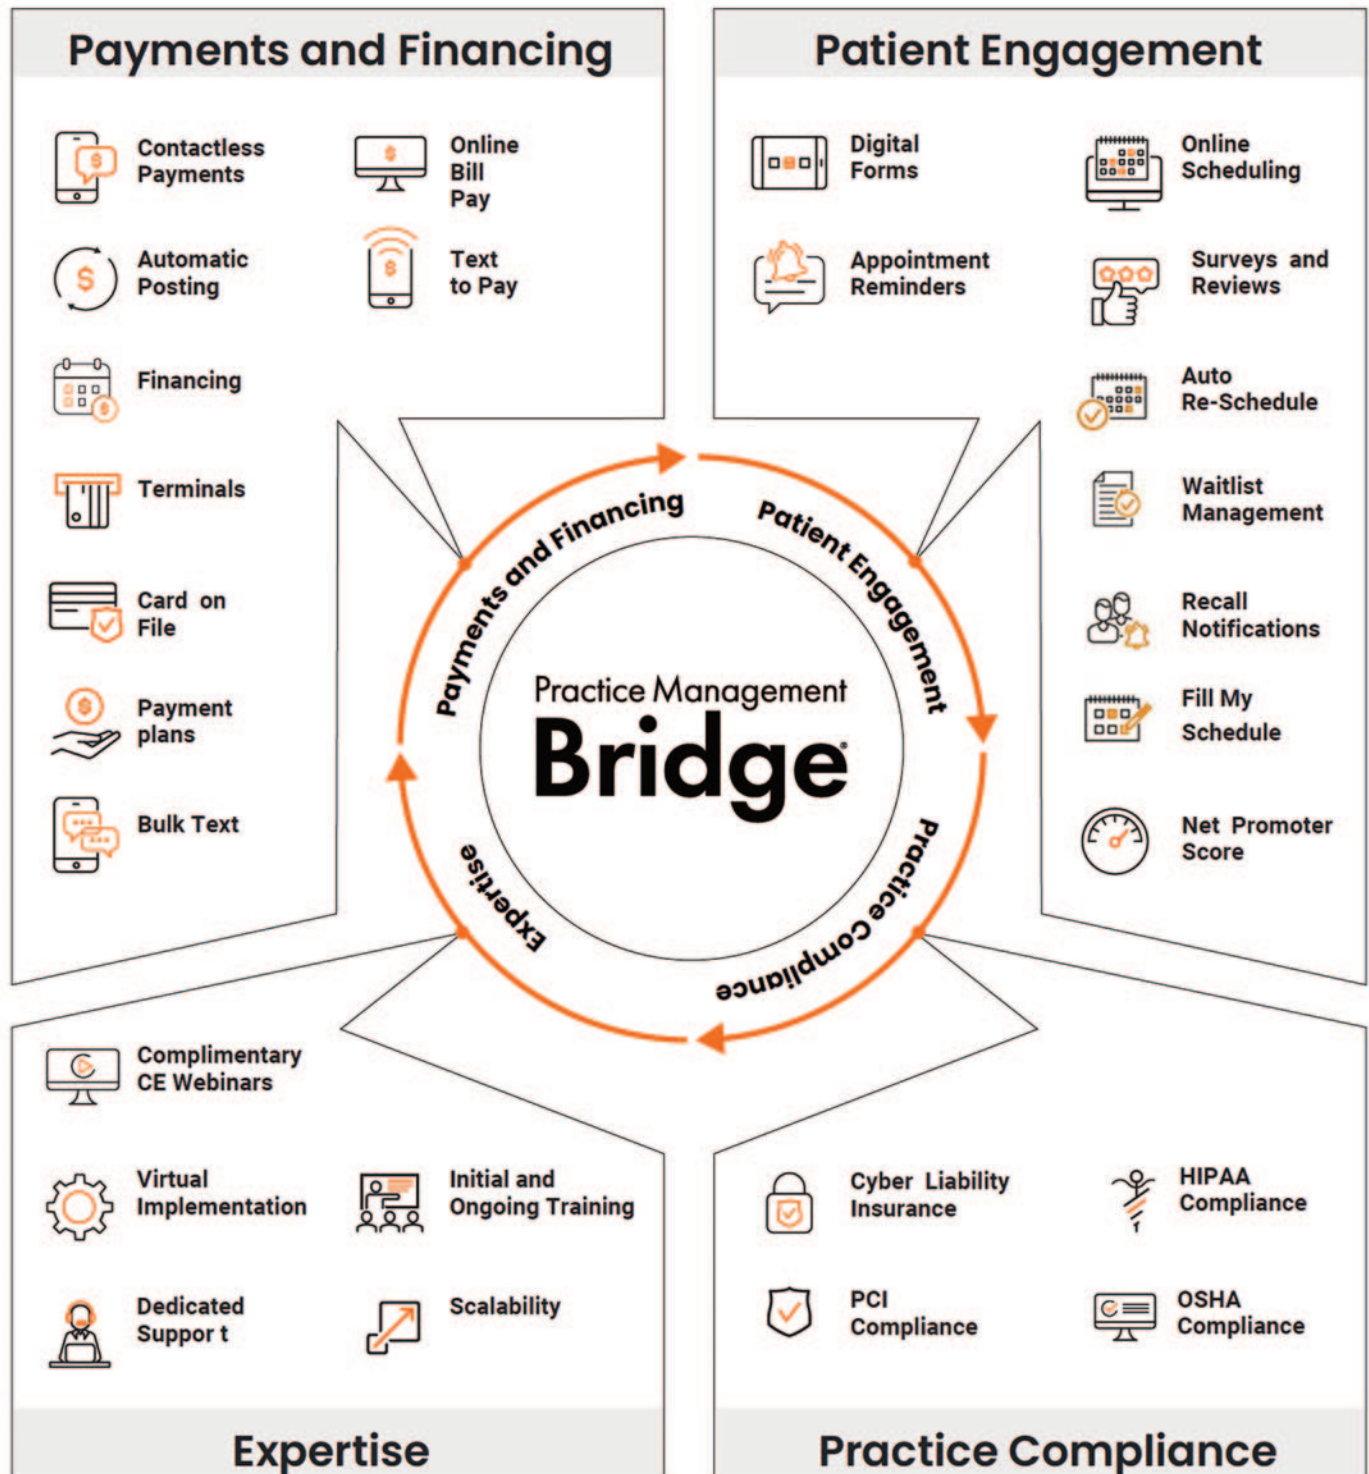 Payments and Financing
Contactless
Payments
Online
Bill
Pay
Automatic
Posting
Text
to Pay
Financing
Terminals
Card on
File
Payment
plans
Bulk Text
Patient Engagement
Digital
Forms
Online
Scheduling
Appointment
Reminders
Surveys and
Reviews
Auto
Re-Schedule
Waitlist
Management
Recall
Notifications
Fill My
Schedule
Net Promoter
Score
Payments and Financing
Patient Engagement
Practice Compliance
Expertise
Practice Management
Bridge®
Complimentary
CE Webinars
Virtual
Implementation
Initial and
Ongoing Training
Dedicated
Suppor t
Scalability
Expertise
Cyber Liability
Insurance
HIPAA
Compliance
PCI
Compliance
OSHA
Compliance
Practice Compliance